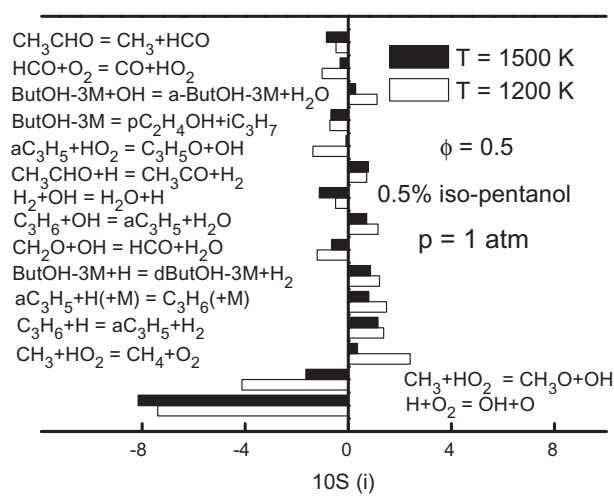 CH₃CHO = CH₃+HCO
HCO+O₂ = CO+HO₂
ButOH-3M+OH = a-ButOH-3M+H₂O
ButOH-3M = pC₂H₄OH+iC₃H₇
aC₃H₅+HO₂ = C₃H₅O+OH
CH₃CHO+H = CH₃CO+H₂
H₂+OH = H₂O+H
C₃H₆+OH = aC₃H₅+H₂O
CH₂O+OH = HCO+H₂O
ButOH-3M+H = dButOH-3M+H₂
aC₃H₅+H(+M) = C₃H₆(+M)
C₃H₆+H = aC₃H₅+H₂
CH₃+HO₂ = CH₄+O₂
T = 1500 K
T = 1200 K
ϕ = 0.5
0.5% iso-pentanol
p = 1 atm
CH₃+HO₂ = CH₃O+OH
H+O₂ = OH+O
-8 -4 0 4 8
10S (i)